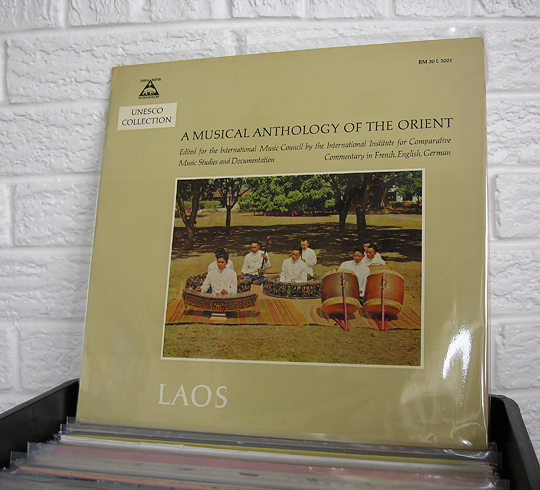 BM 30 L 2001
UNESCO
COLLECTION
A MUSICAL ANTHOLOGY OF THE ORIENT
Edited for the International Music Council by the International Institute for Comparative
Music Studies and Documentation Commentary in French, English, German
LAOS